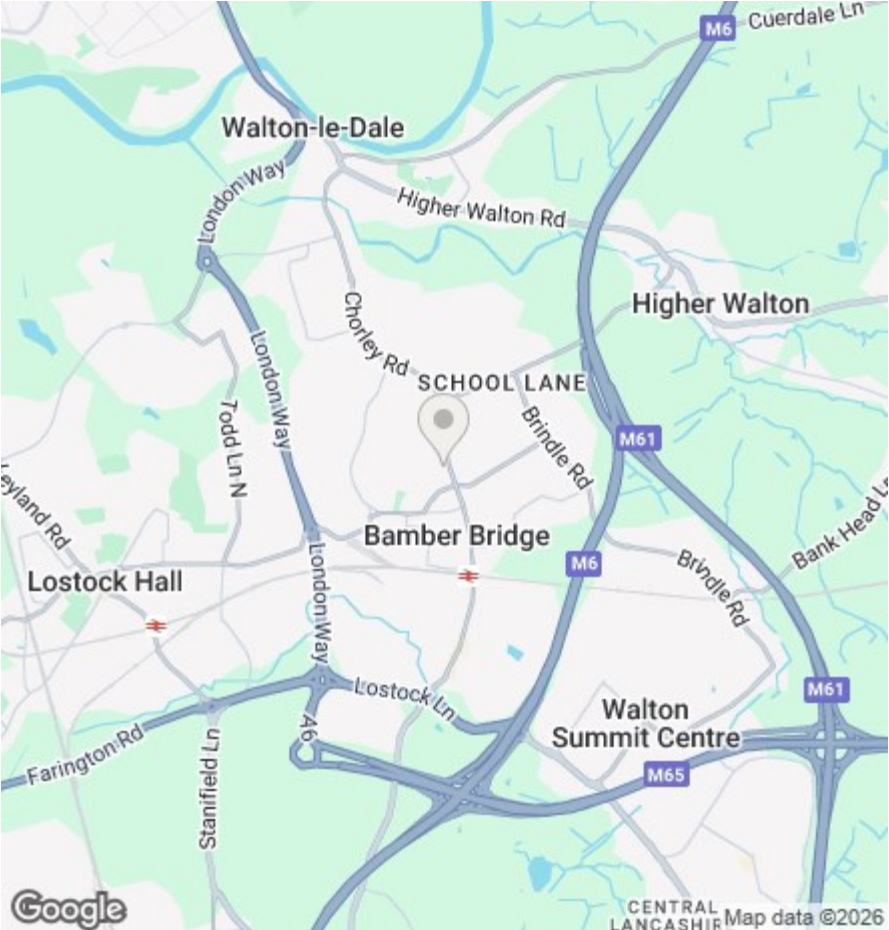 M6
Cuerdale Ln
Walton-le-Dale
London Way
Higher Walton Rd
Higher Walton
Chorley Rd
London Way
SCHOOL LANE
Todd Ln N
Brindle Rd
M61
Leyland Rd
Bamber Bridge
Bank Head Ln
M6
Lostock Hall
London Way
Brindle Rd
Lostock Ln
M61
Walton
Summit Centre
A6
Farington Rd
Stanifield Ln
M65
Google
CENTRAL
LANCASHIR
Map data ©2026